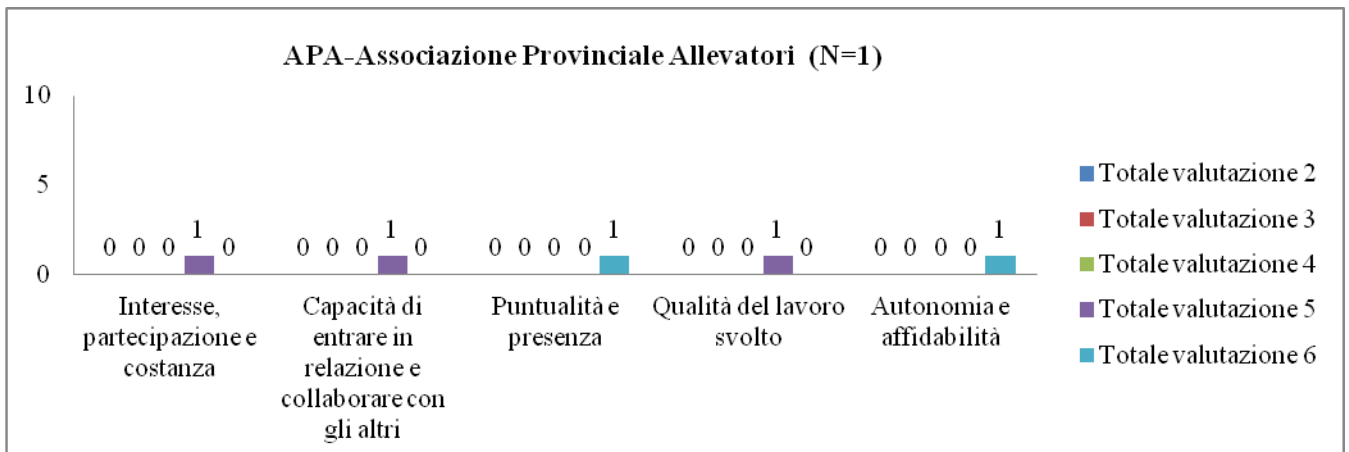 APA-Associazione Provinciale Allevatori (N=1)
10
5
0
0 0 0 1 0
0 0 0 1 0
0 0 0 0 1
0 0 0 1 0
0 0 0 0 1
Interesse,
partecipazione e
costanza
Capacità di
entrare in
relazione e
collaborare con
gli altri
Puntualità e
presenza
Qualità del lavoro
svolto
Autonomia e
affidabilità
Totale valutazione 2
Totale valutazione 3
Totale valutazione 4
Totale valutazione 5
Totale valutazione 6